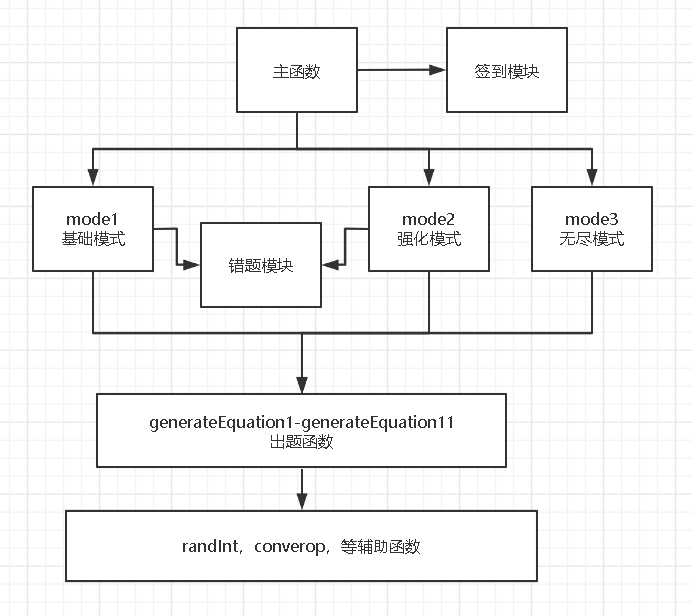 主函数
签到模块
mode1
基础模式
mode2
强化模式
mode3
无尽模式
错题模块
generateEquation1-generateEquation11
出题函数
randInt，converop，等辅助函数